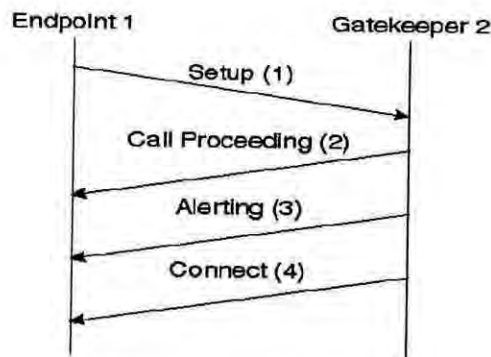 Endpoint 1
Gatekeeper 2
Setup (1)
Call Proceeding (2)
Alerting (3)
Connect (4)